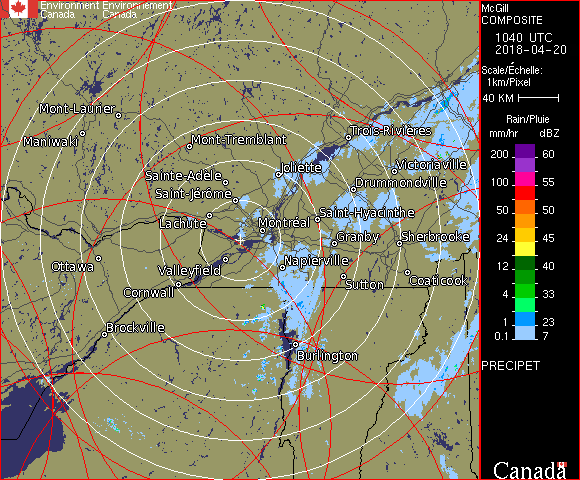 Environment Environnement
Canada Canada
McGill
COMPOSITE
1040 UTC
2018-04-20
Scale/Échelle:
1km/Pixel
40 KM
Rain/Pluie
mm/hr dBZ
200 60
100 55
50 50
24 45
12 40
4 33
1 23
0.1 7
PRECIPET
Canada
Mont-Laurier
Maniwaki
Mont-Tremblant
Trois-Rivières
Sainte-Adèle
Joliette
Victoriaville
Saint-Jérôme
Drummondville
Lachute
Montréal
Saint-Hyacinthe
Granby
Sherbrooke
Ottawa
Valleyfield
Napierville
Cornwall
Sutton
Coaticook
Brockville
Burlington